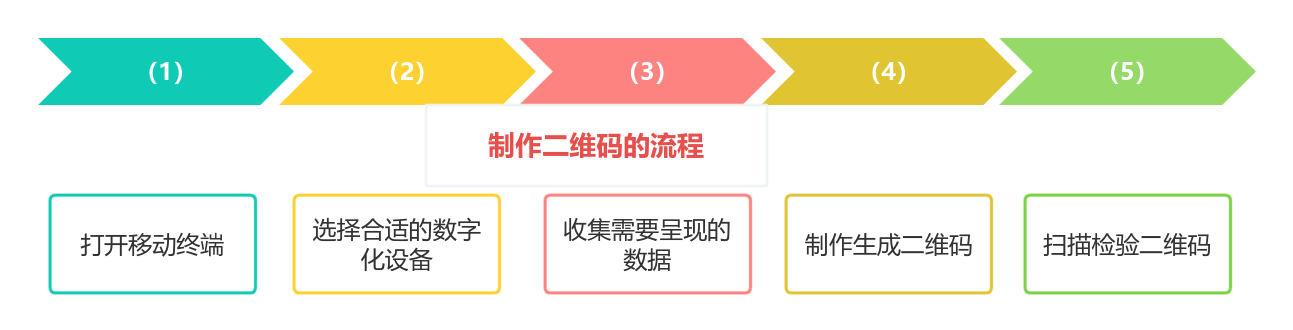 (1)
(2)
(3)
(4)
(5)
制作二维码的流程
打开移动终端
选择合适的数字
化设备
收集需要呈现的
数据
制作生成二维码
扫描检验二维码